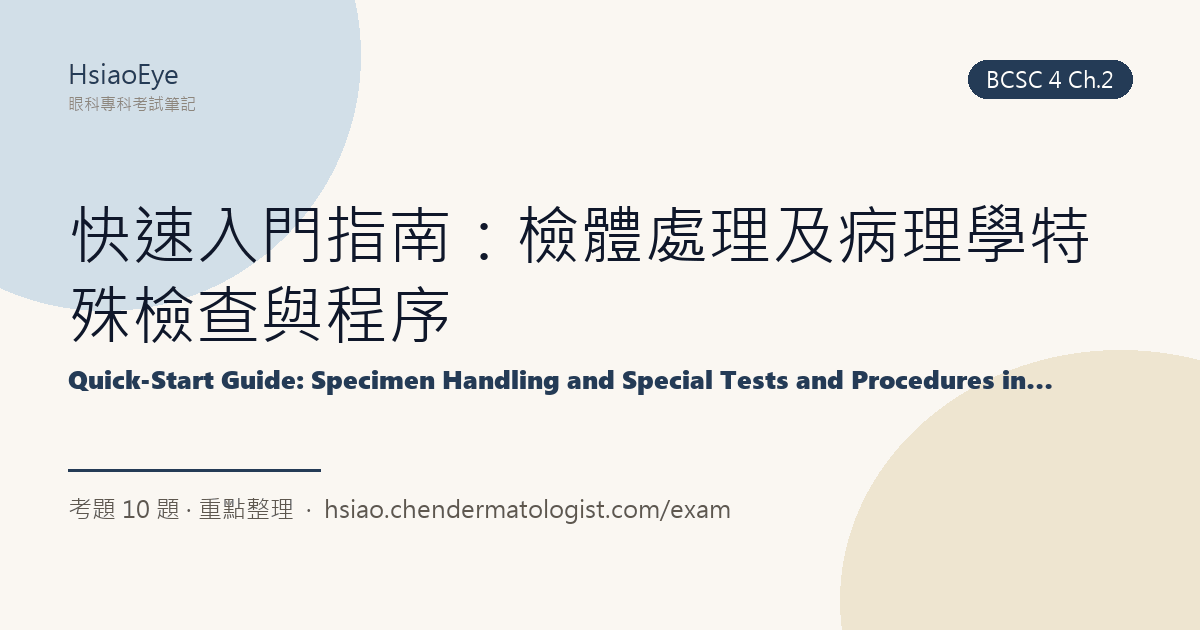 HsiaoEye
眼科專科考試筆記
BCSC 4 Ch.2
快速入門指南：檢體處理及病理學特
殊檢查與程序
Quick-Start Guide: Specimen Handling and Special Tests and Procedures in...
考題 10 題 · 重點整理 · hsiao.chendermatologist.com/exam